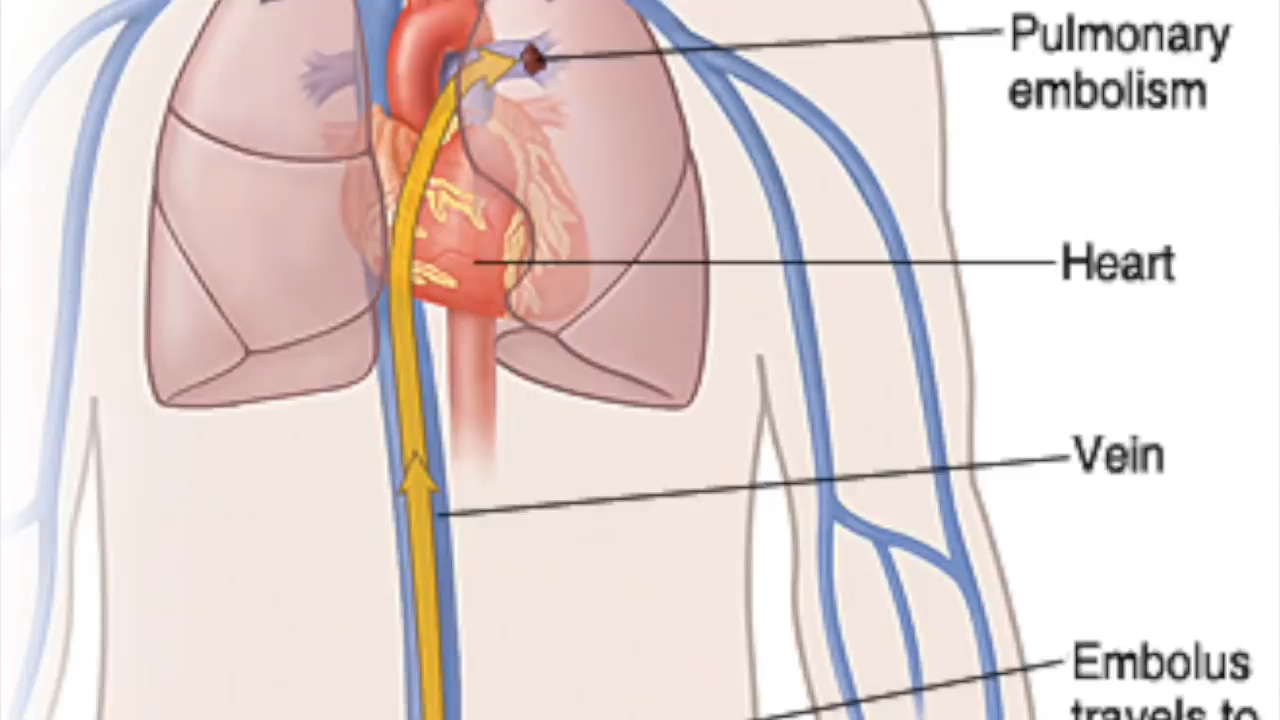 Pulmonary
embolism
Heart
Vein
Embolus
travels to